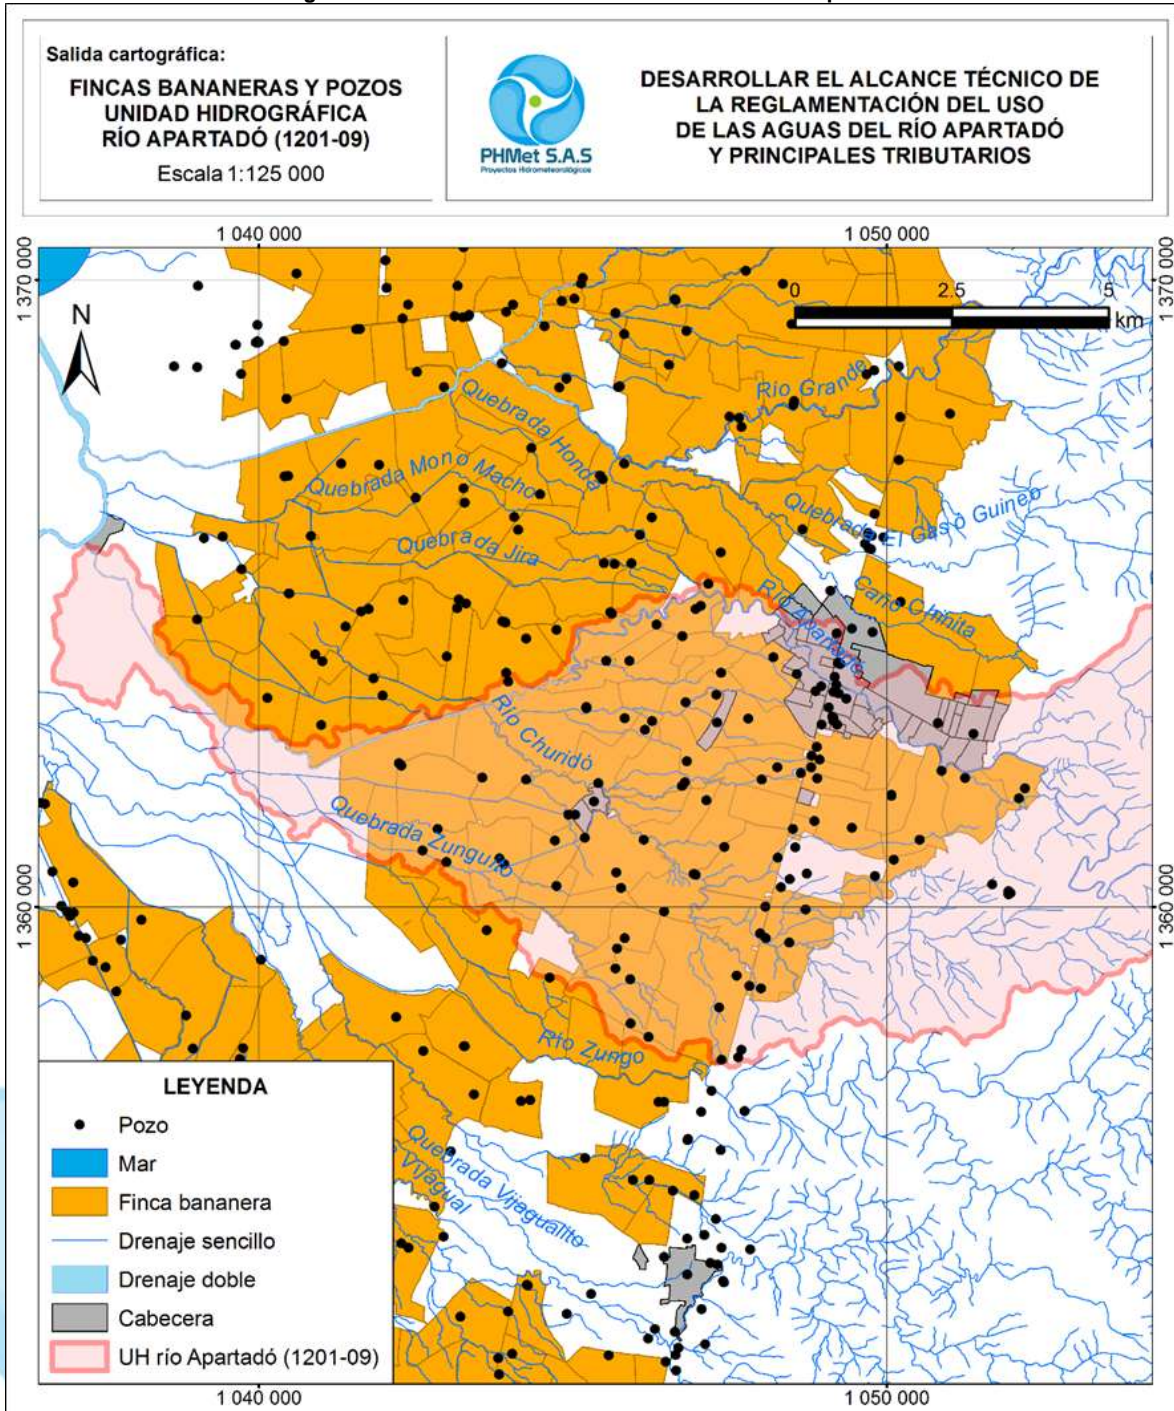 Salida cartográfica:
FINCAS BANANERAS Y POZOS
UNIDAD HIDROGRÁFICA
RÍO APARTADÓ (1201-09)
Escala 1:125 000
PHMet S.A.S
Proyectos Hidrometeorológicos
DESARROLLAR EL ALCANCE TÉCNICO DE
LA REGLAMENTACIÓN DEL USO
DE LAS AGUAS DEL RÍO APARTADÓ
Y PRINCIPALES TRIBUTARIOS
1 040 000
1 050 000
1 370 000
1 370 000
N
0
2.5
5
km
Río Grande
Quebrada Honda
Quebrada Mono Macho
Quebrada El Gas ó Guineo
Quebrada Jira
Caño Chinita
Río Apartadó
Río Churidó
Quebrada Zunguito
1 360 000
1 360 000
Río Zungo
Quebrada Vijagualito
Vijagual
LEYENDA
Pozo
Mar
Finca bananera
Drenaje sencillo
Drenaje doble
Cabecera
UH río Apartadó (1201-09)
1 040 000
1 050 000